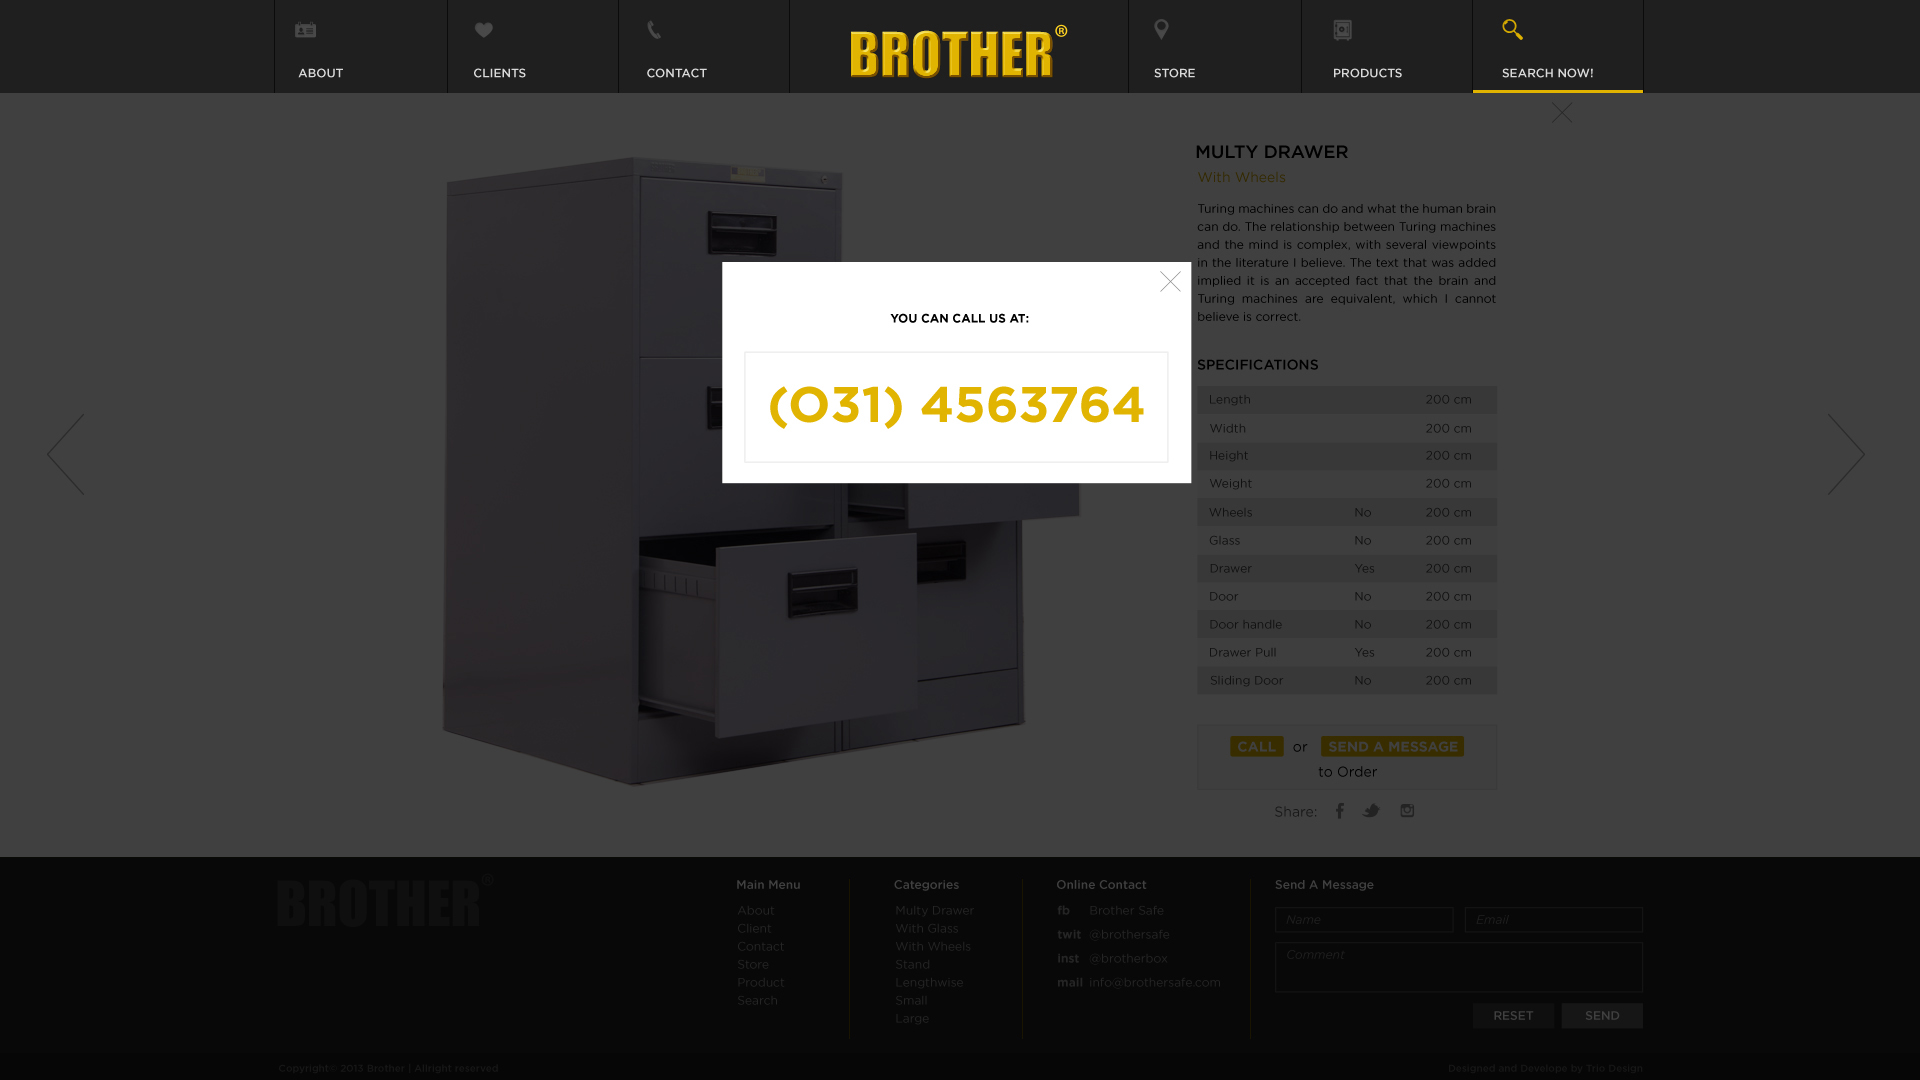 ABOUT
CLIENTS
CONTACT
BROTHER®
STORE
PRODUCTS
SEARCH NOW!
MULTY DRAWER
With Wheels
Turing machines can do and what the human brain
can do. The relationship between Turing machines
and the mind is complex, with several viewpoints
in the literature I believe. The text that was added
implied it is an accepted fact that the brain and
Turing machines are equivalent, which I cannot
believe is correct.
YOU CAN CALL US AT:
(O31) 4563764
SPECIFICATIONS
Length 200 cm
Width 200 cm
Height 200 cm
Weight 200 cm
Wheels No 200 cm
Glass No 200 cm
Drawer Yes 200 cm
Door No 200 cm
Door handle No 200 cm
Drawer Pull Yes 200 cm
Sliding Door No 200 cm
CALL or SEND A MESSAGE
to Order
Share:
BROTHER®
Main Menu
About
Client
Contact
Store
Product
Search
Categories
Multy Drawer
With Glass
With Wheels
Stand
Lengthwise
Small
Large
Online Contact
fb Brother Safe
twit @brothersafe
inst @brotherbox
mail info@brothersafe.com
Send A Message
Name
Email
Comment
RESET
SEND
Copyright© 2013 Brother | Allright reserved
Designed and Develope by Trio Design